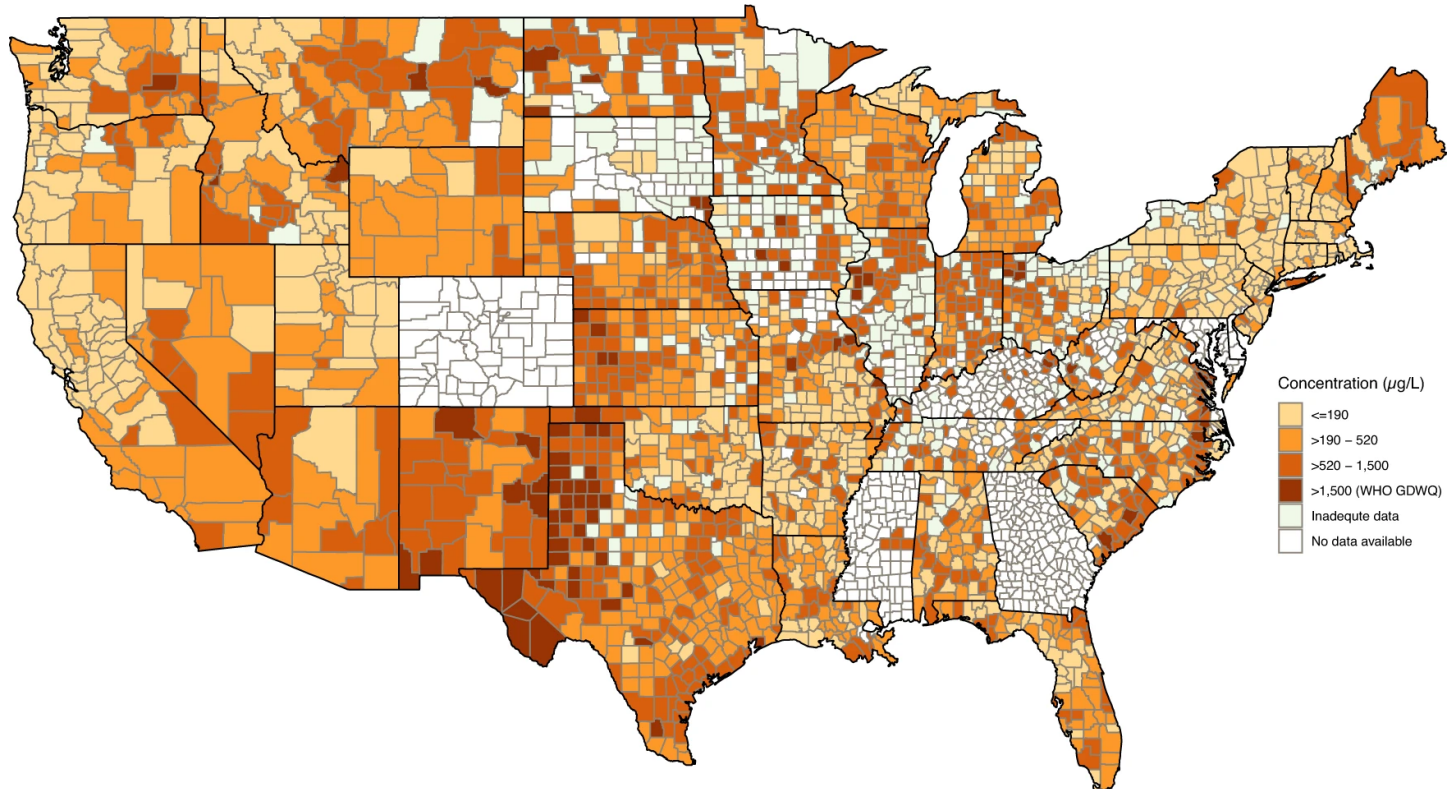 Concentration (µg/L)
<=190
>190 – 520
>520 – 1,500
>1,500 (WHO GDWQ)
Inadequte data
No data available